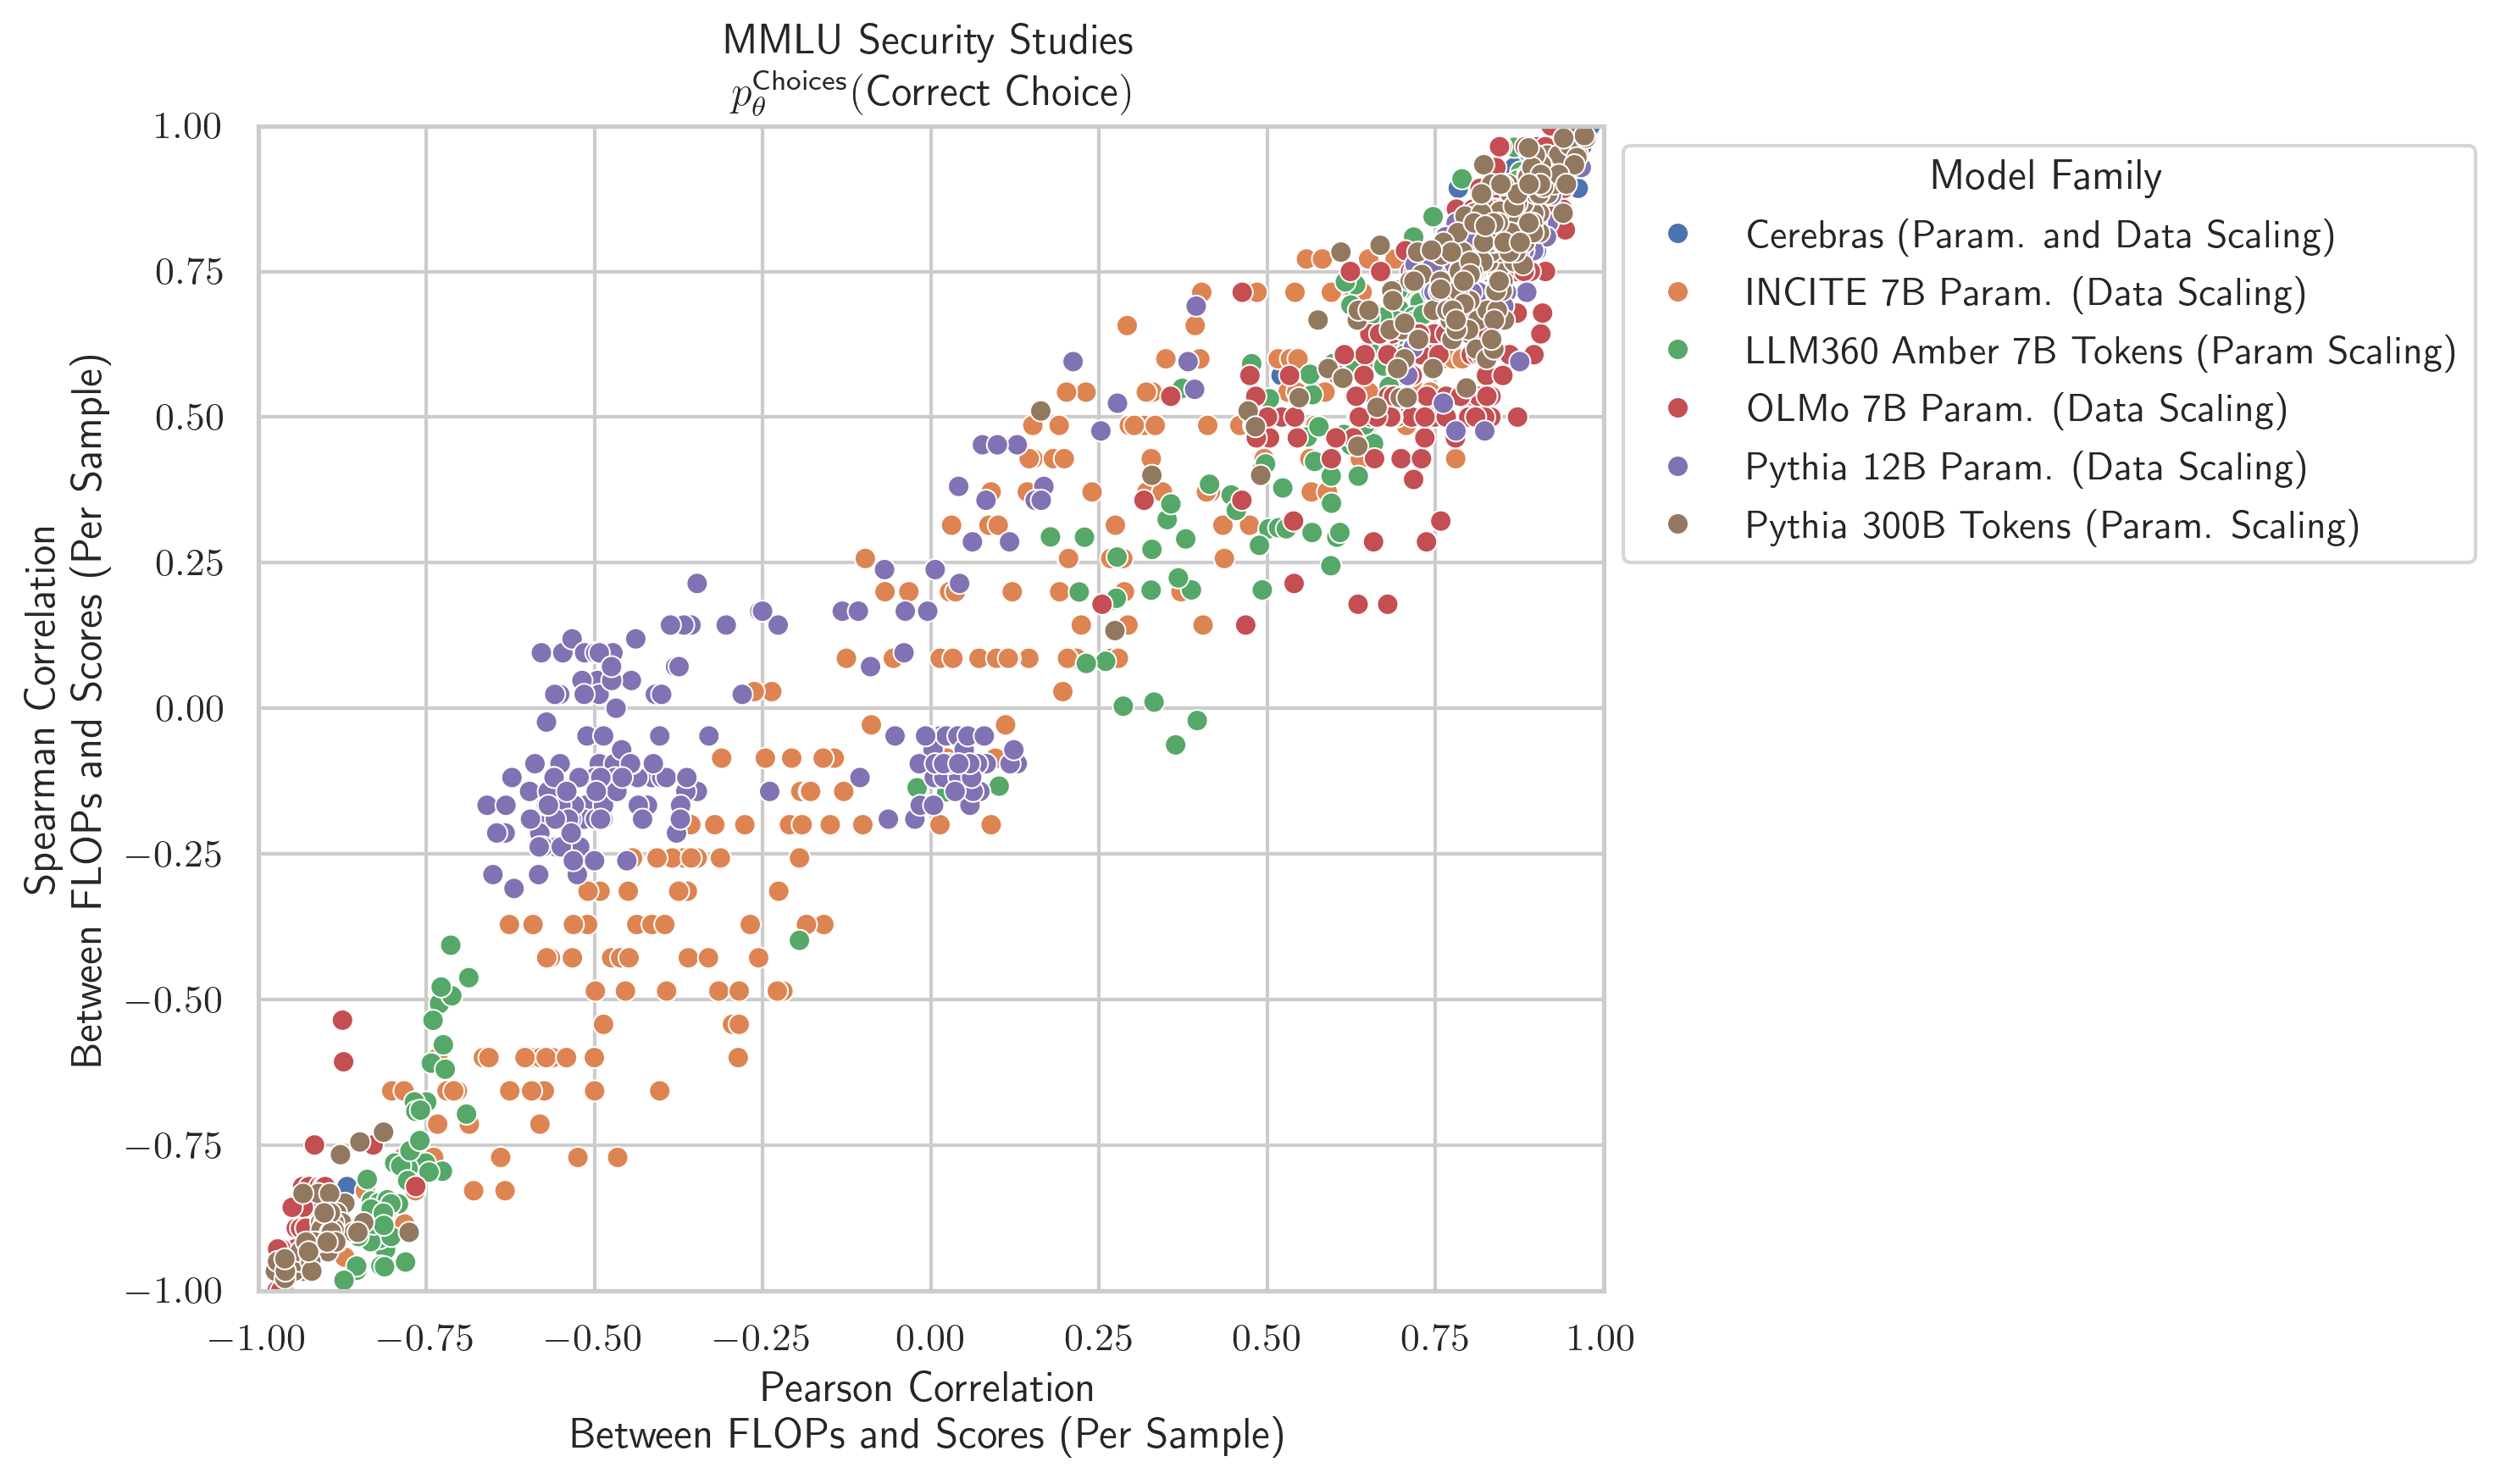 MMLU Security Studies
p_θ^Choices(Correct Choice)
1.00
0.75
0.50
0.25
0.00
−0.25
−0.50
−0.75
−1.00
Spearman Correlation
Between FLOPs and Scores (Per Sample)
−1.00 −0.75 −0.50 −0.25 0.00 0.25 0.50 0.75 1.00
Pearson Correlation
Between FLOPs and Scores (Per Sample)
Model Family
Cerebras (Param. and Data Scaling)
INCITE 7B Param. (Data Scaling)
LLM360 Amber 7B Tokens (Param Scaling)
OLMo 7B Param. (Data Scaling)
Pythia 12B Param. (Data Scaling)
Pythia 300B Tokens (Param. Scaling)